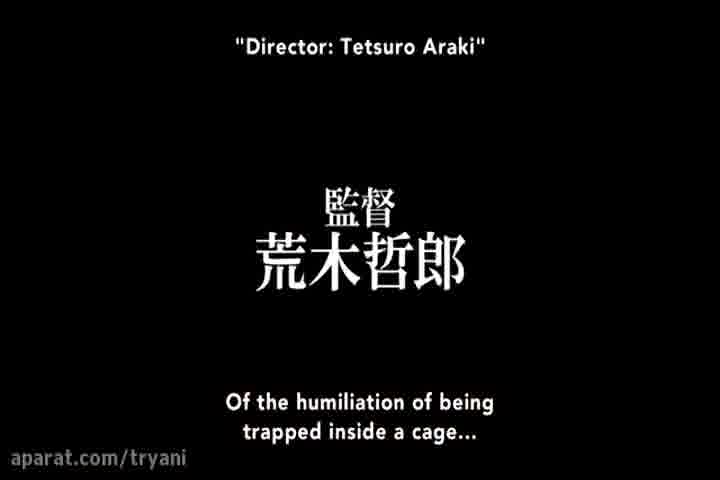 "Director: Tetsuro Araki"
監督
荒木哲郎
Of the humiliation of being
trapped inside a cage...
aparat.com/tryani